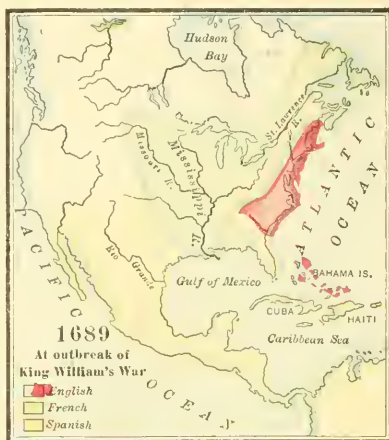 Hudson
Bay
St. Lawrence
R.
Missouri R.
Mississippi
R.
ATLANTIC
OCEAN
PACIFIC
OCEAN
Rio Grande
Gulf of Mexico
BAHAMA IS.
CUBA
HAITI
Caribbean Sea
1689
At outbreak of
King William's War
English
French
Spanish